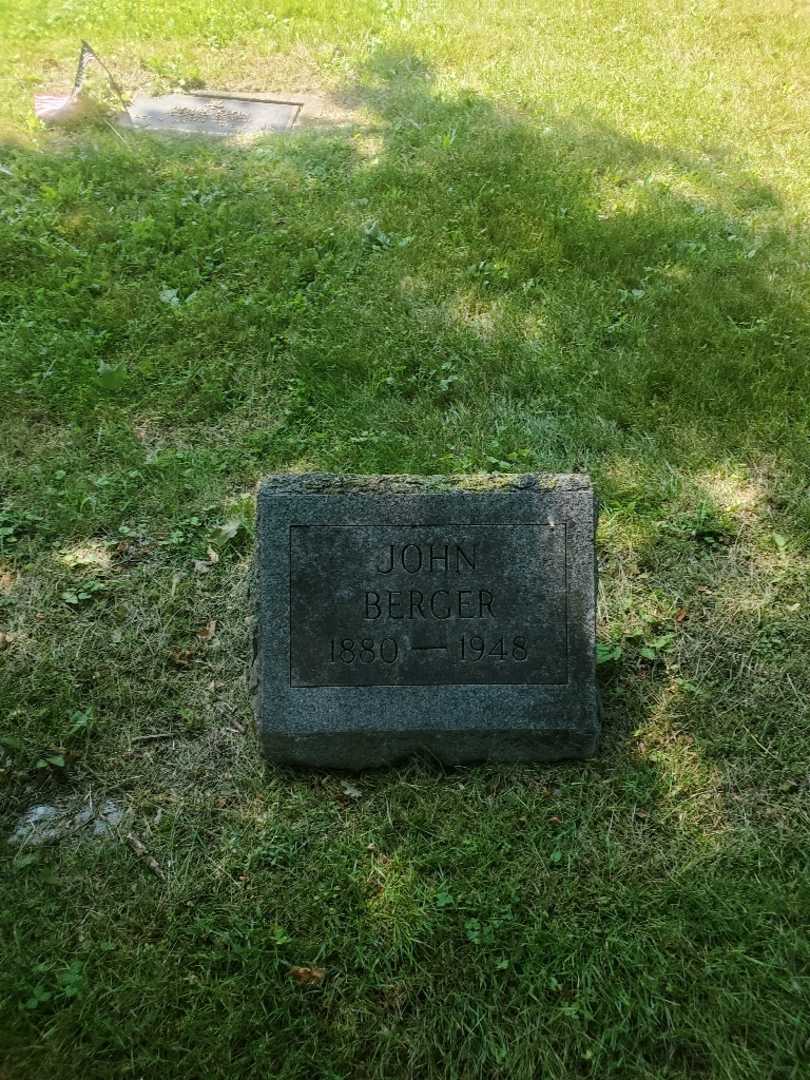 JOHN
BERGER
1880 — 1948